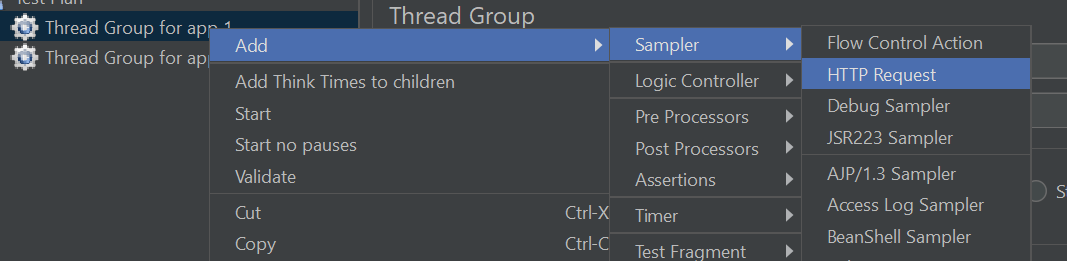 Test Plan
Thread Group for app 1
Thread Group for ap
Thread Group
Add
Add Think Times to children
Start
Start no pauses
Validate
Cut Ctrl-X
Copy Ctrl-C
Sampler
Logic Controller
Pre Processors
Post Processors
Assertions
Timer
Test Fragment
Flow Control Action
HTTP Request
Debug Sampler
JSR223 Sampler
AJP/1.3 Sampler
Access Log Sampler
BeanShell Sampler